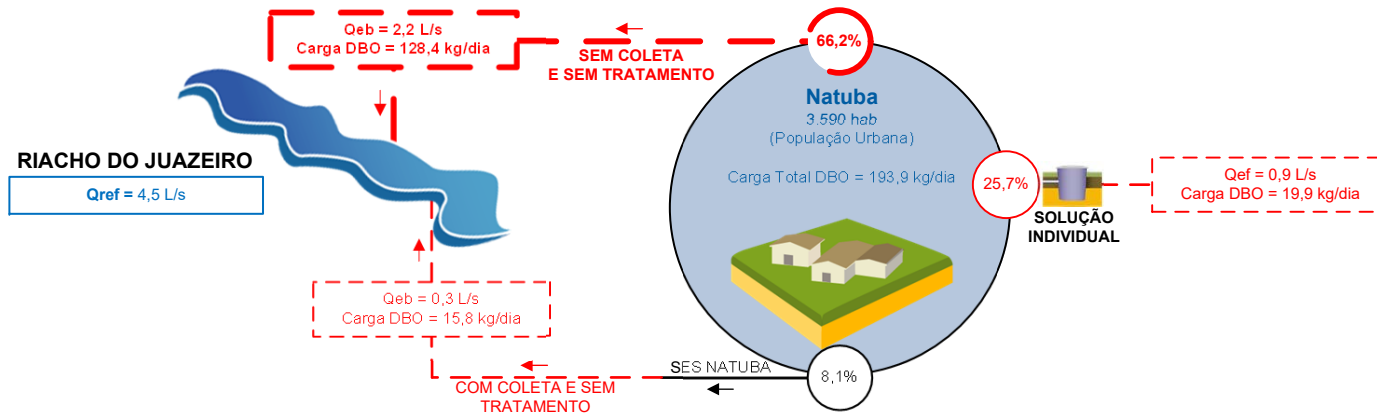 Qeb = 2,2 L/s
Carga DBO = 128,4 kg/dia
SEM COLETA
E SEM TRATAMENTO
66,2%
Natuba
3.590 hab
(População Urbana)
Carga Total DBO = 193,9 kg/dia
RIACHO DO JUAZEIRO
Qref = 4,5 L/s
25,7%
SOLUÇÃO
INDIVIDUAL
Qef = 0,9 L/s
Carga DBO = 19,9 kg/dia
Qeb = 0,3 L/s
Carga DBO = 15,8 kg/dia
SES NATUBA
8,1%
COM COLETA E SEM
TRATAMENTO